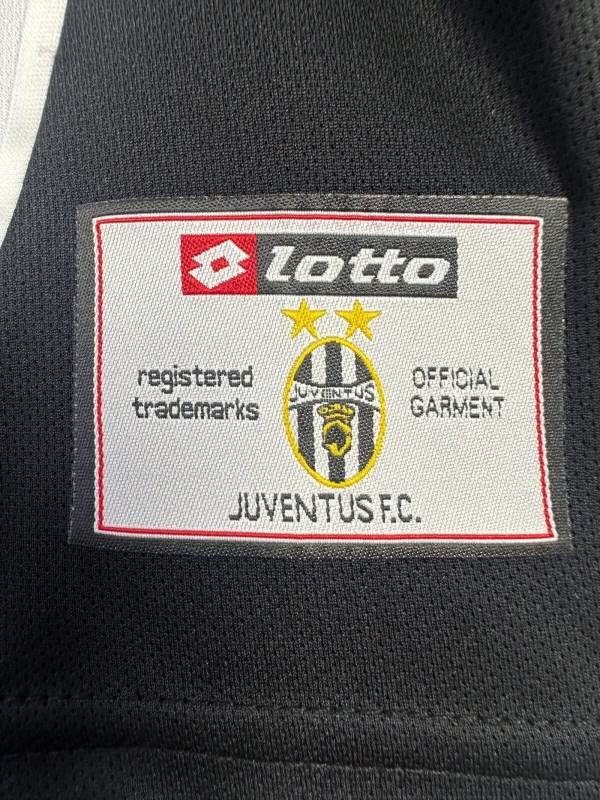 lotto
registered
trademarks
JUVENTUS
OFFICIAL
GARMENT
JUVENTUS F.C.